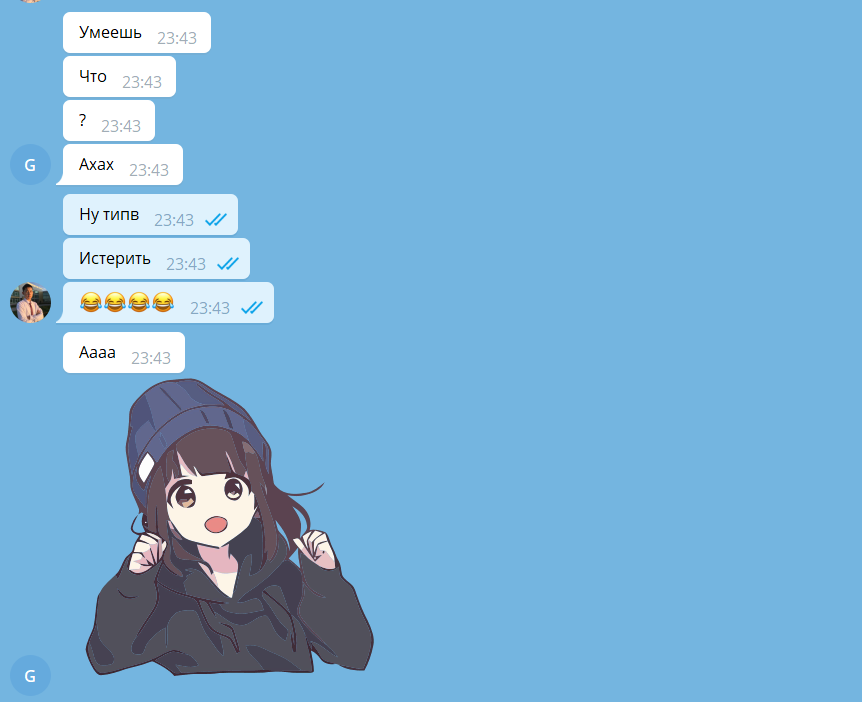 Умеешь 23:43
Что 23:43
? 23:43
G Ахах 23:43
Ну типв 23:43
Истерить 23:43
😂😂😂😂 23:43
Аааа 23:43
G